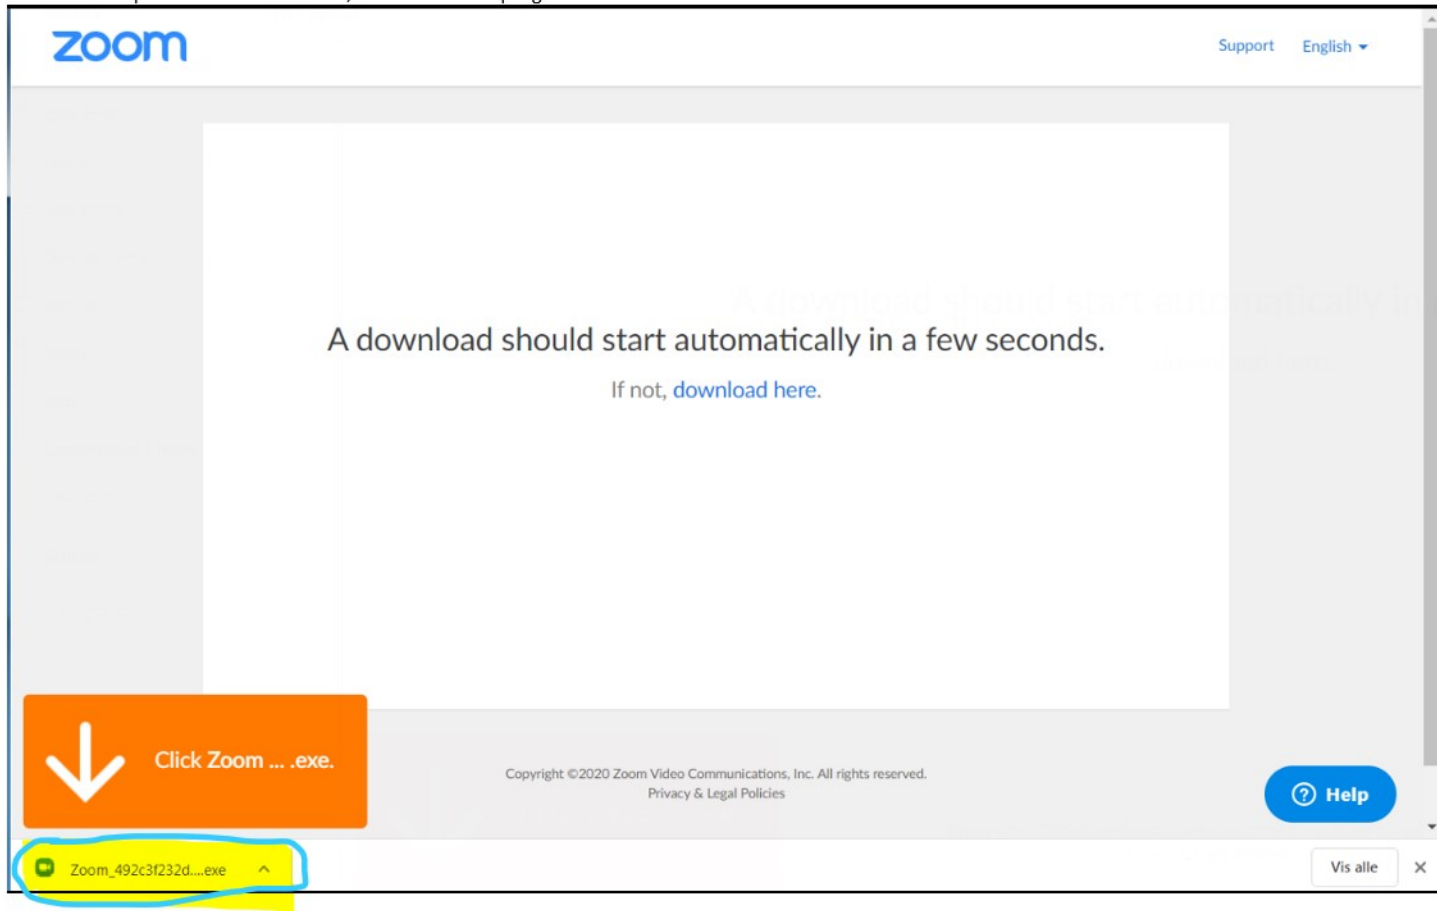 zoom
Support English
A download should start automatically in a few seconds.
If not, download here.
Click Zoom ... .exe.
Copyright ©2020 Zoom Video Communications, Inc. All rights reserved.
Privacy & Legal Policies
Help
Zoom_492c3f232d....exe
Vis alle